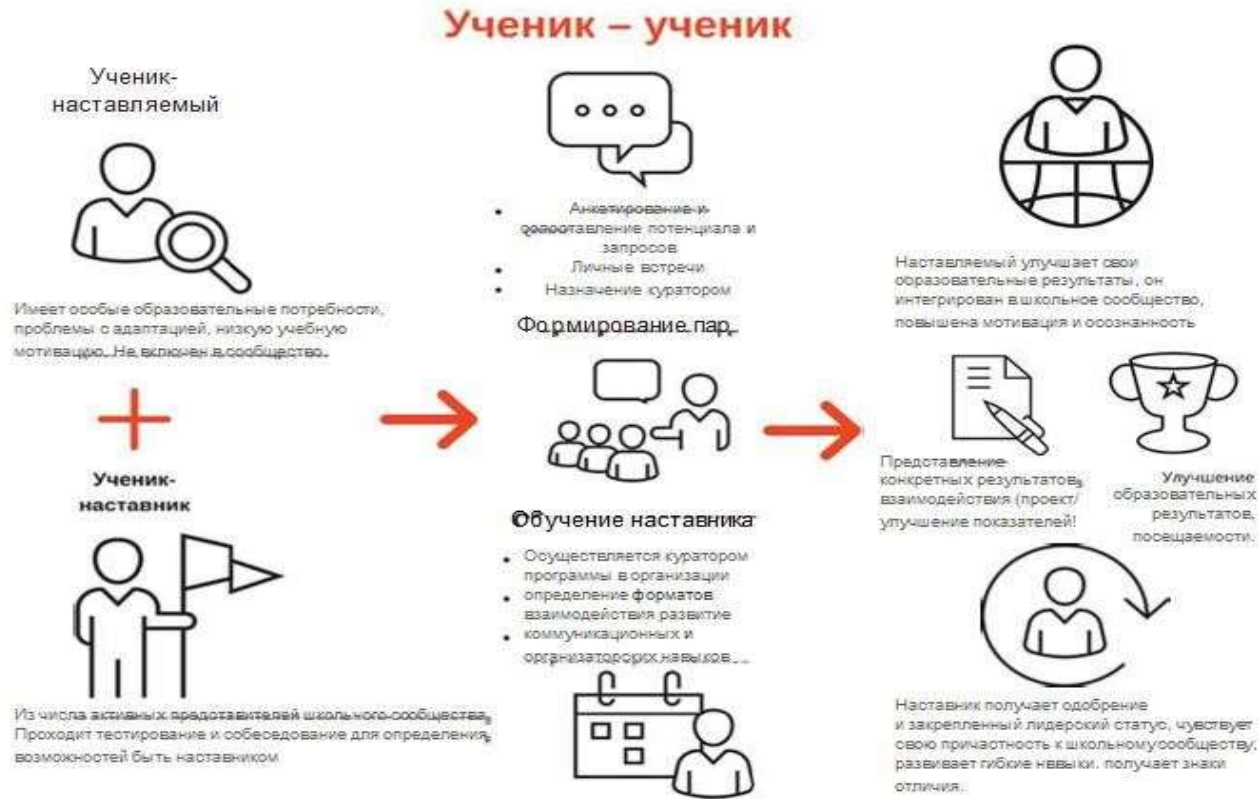 Ученик – ученик
Ученик-
наставляемый
Имеет особые образовательные потребности,
проблемы с адаптацией, низкую учебную
мотивацию. Не включен в сообщество.
Ученик-
наставник
Из числа активных представителей школьного сообщества,
Проходит тестирование и собеседование для определения,
возможностей быть наставником
• Анкетирование и
сопоставление потенциала и
запросов
• Личные встречи
• Назначение куратором
Формирование пар
Обучение наставника
• Осуществляется куратором
программы в организации
• определение форматов
взаимодействия развитие
• коммуникационных и
организаторских навыков
Наставляемый улучшает свои
образовательные результаты, он
интегрирован в школьное сообщество,
повышена мотивация и осознанность
Представление
конкретных результатов,
взаимодействия (проект/
улучшение показателей!
Улучшение
образовательных
результатов,
посещаемости.
Наставник получает одобрение
и закрепленный лидерский статус, чувствует
свою причастность к школьному сообществу,
развивает гибкие неввыки. получает знаки
отличия.